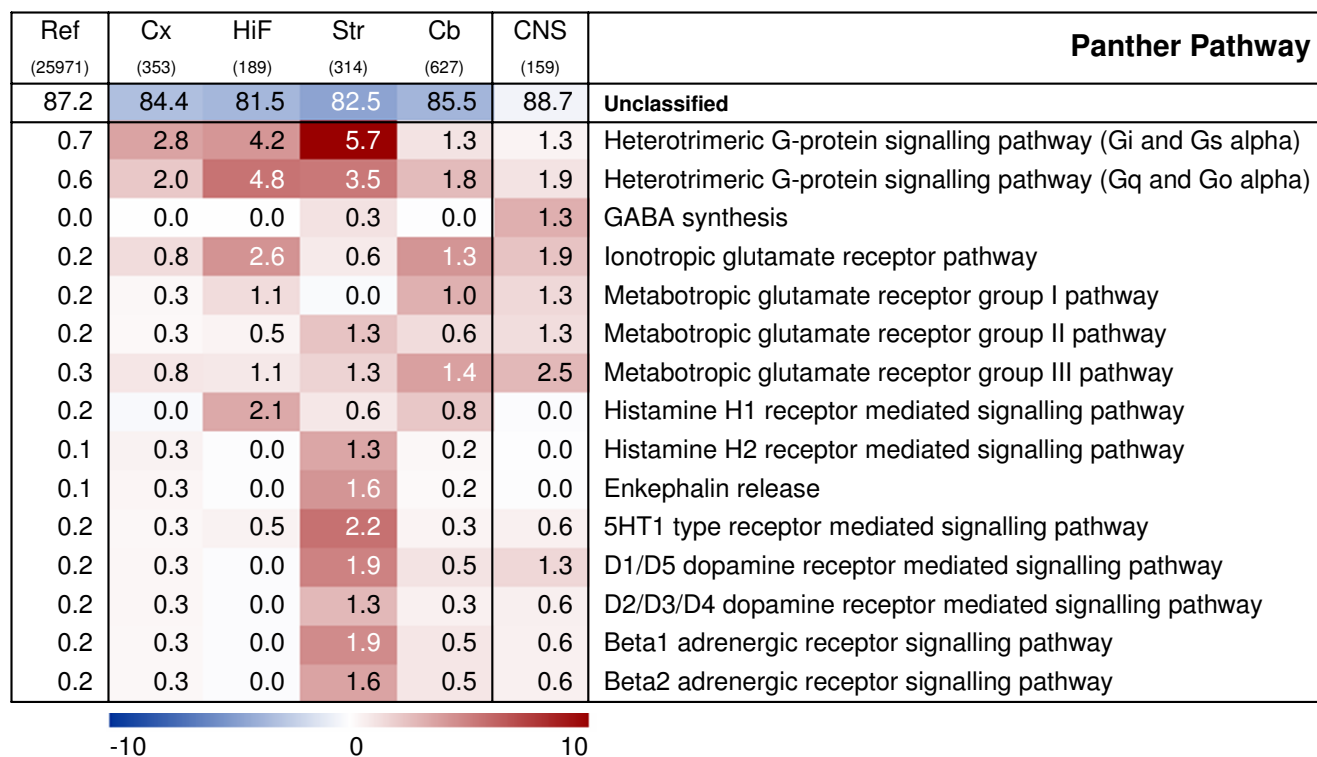 Ref Cx HiF Str Cb CNS Panther Pathway
(25971) (353) (189) (314) (627) (159)
87.2 84.4 81.5 82.5 85.5 88.7 Unclassified
0.7 2.8 4.2 5.7 1.3 1.3 Heterotrimeric G-protein signalling pathway (Gi and Gs alpha)
0.6 2.0 4.8 3.5 1.8 1.9 Heterotrimeric G-protein signalling pathway (Gq and Go alpha)
0.0 0.0 0.0 0.3 0.0 1.3 GABA synthesis
0.2 0.8 2.6 0.6 1.3 1.9 Ionotropic glutamate receptor pathway
0.2 0.3 1.1 0.0 1.0 1.3 Metabotropic glutamate receptor group I pathway
0.2 0.3 0.5 1.3 0.6 1.3 Metabotropic glutamate receptor group II pathway
0.3 0.8 1.1 1.3 1.4 2.5 Metabotropic glutamate receptor group III pathway
0.2 0.0 2.1 0.6 0.8 0.0 Histamine H1 receptor mediated signalling pathway
0.1 0.3 0.0 1.3 0.2 0.0 Histamine H2 receptor mediated signalling pathway
0.1 0.3 0.0 1.6 0.2 0.0 Enkephalin release
0.2 0.3 0.5 2.2 0.3 0.6 5HT1 type receptor mediated signalling pathway
0.2 0.3 0.0 1.9 0.5 1.3 D1/D5 dopamine receptor mediated signalling pathway
0.2 0.3 0.0 1.3 0.3 0.6 D2/D3/D4 dopamine receptor mediated signalling pathway
0.2 0.3 0.0 1.9 0.5 0.6 Beta1 adrenergic receptor signalling pathway
0.2 0.3 0.0 1.6 0.5 0.6 Beta2 adrenergic receptor signalling pathway
-10 0 10